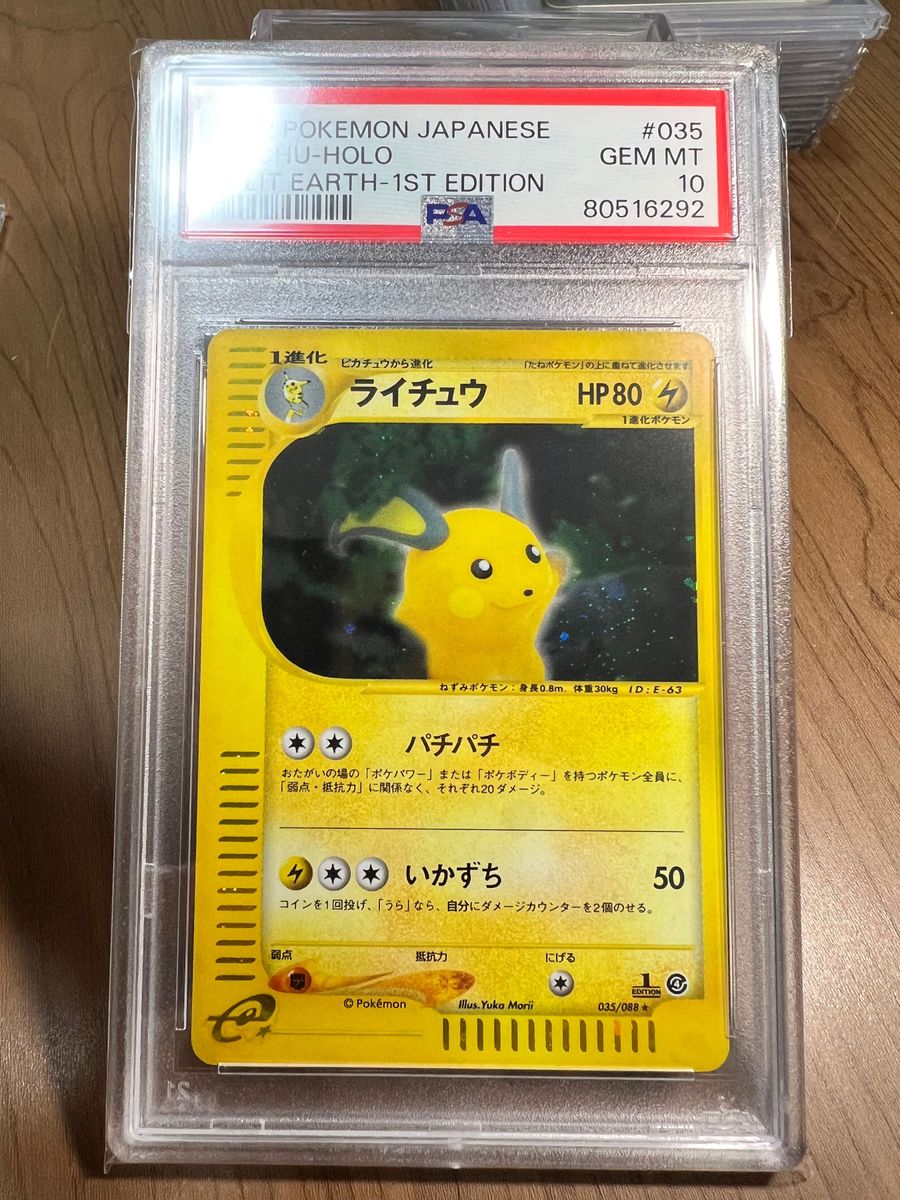 POKEMON JAPANESE #035
HU-HOLO GEM MT
LIT EARTH-1ST EDITION 10
PSA 80516292
1進化 ピカチュウから進化 「たねポケモン」の上に重ねて進化させます
ライチュウ HP80
1進化ポケモン
ねずみポケモン:身長0.8m、体重30kg ID:E-63
パチパチ
おたがいの場の「ポケパワー」または「ポケボディー」を持つポケモン全員に、
「弱点・抵抗力」に関係なく、それぞれ20ダメージ。
いかずち 50
コインを1回投げ、「うら」なら、自分にダメージカウンターを2個のせる。
弱点 抵抗力 にげる
1 EDITION
©Pokémon Illus.Yuka Morii 035/088★
e